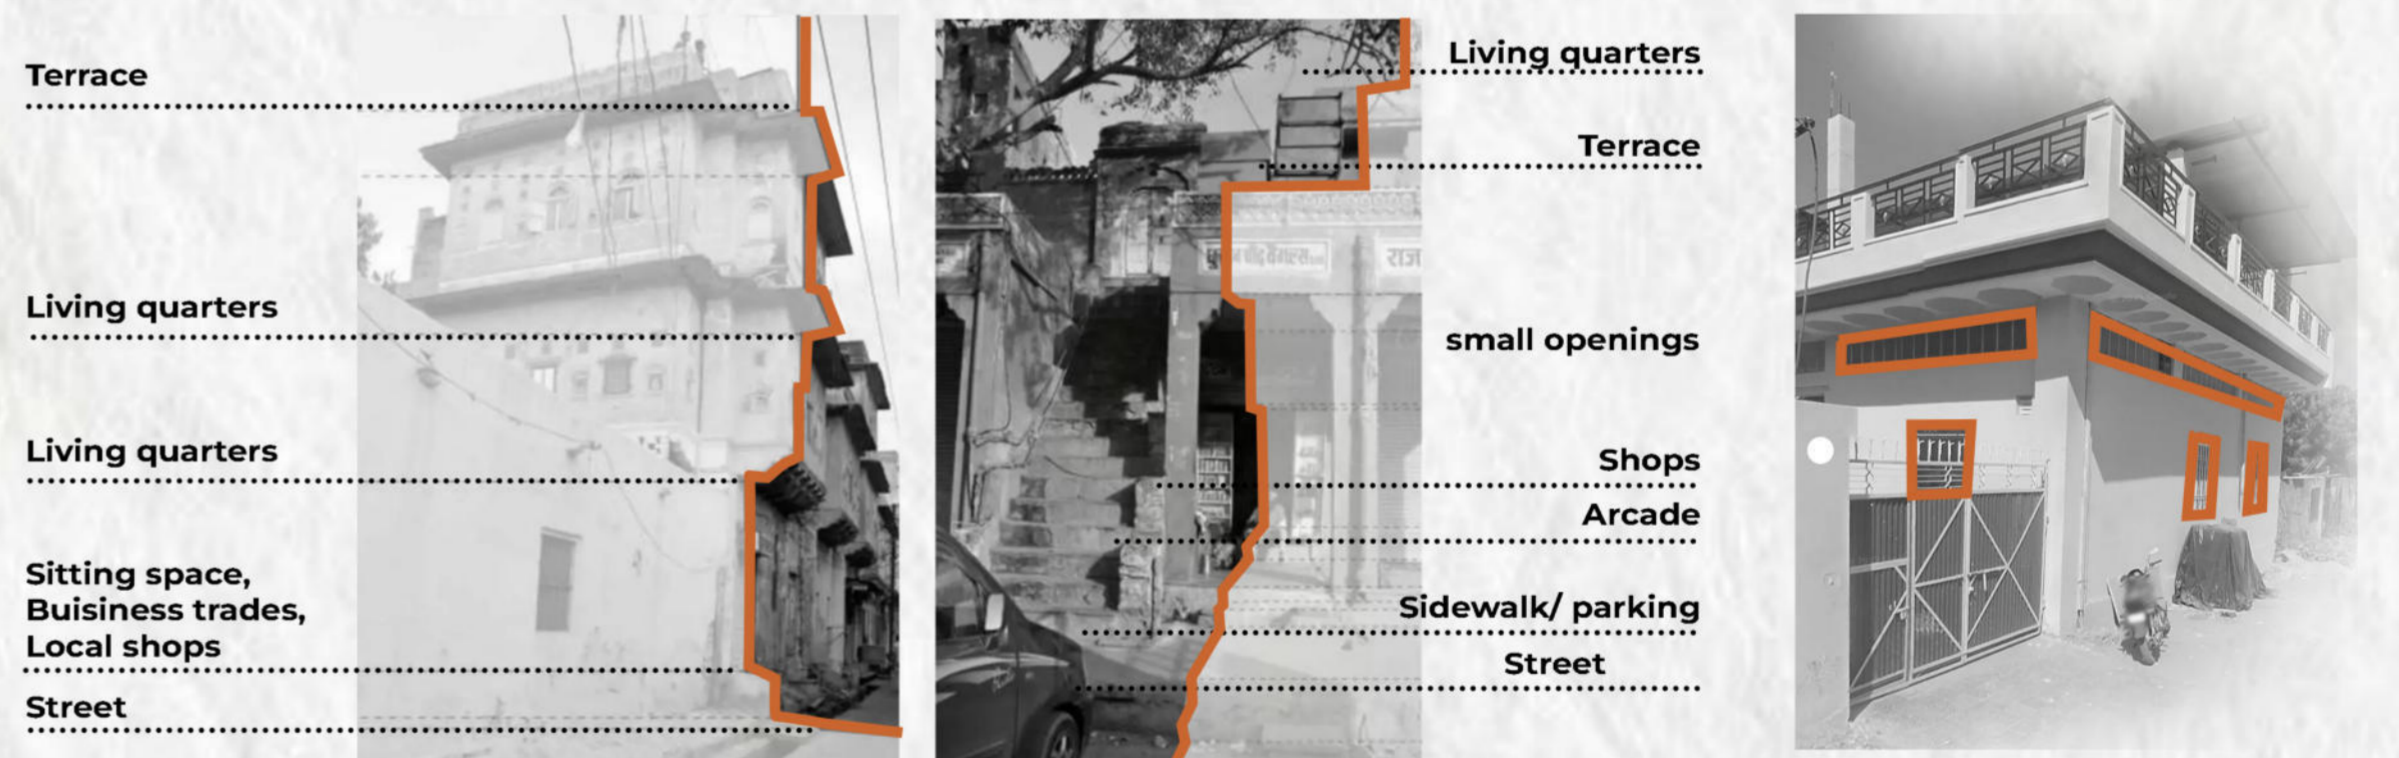 Terrace
Living quarters
Living quarters
Sitting space,
Buisiness trades,
Local shops
Street
Living quarters
Terrace
small openings
Shops
Arcade
Sidewalk/ parking
Street
राज